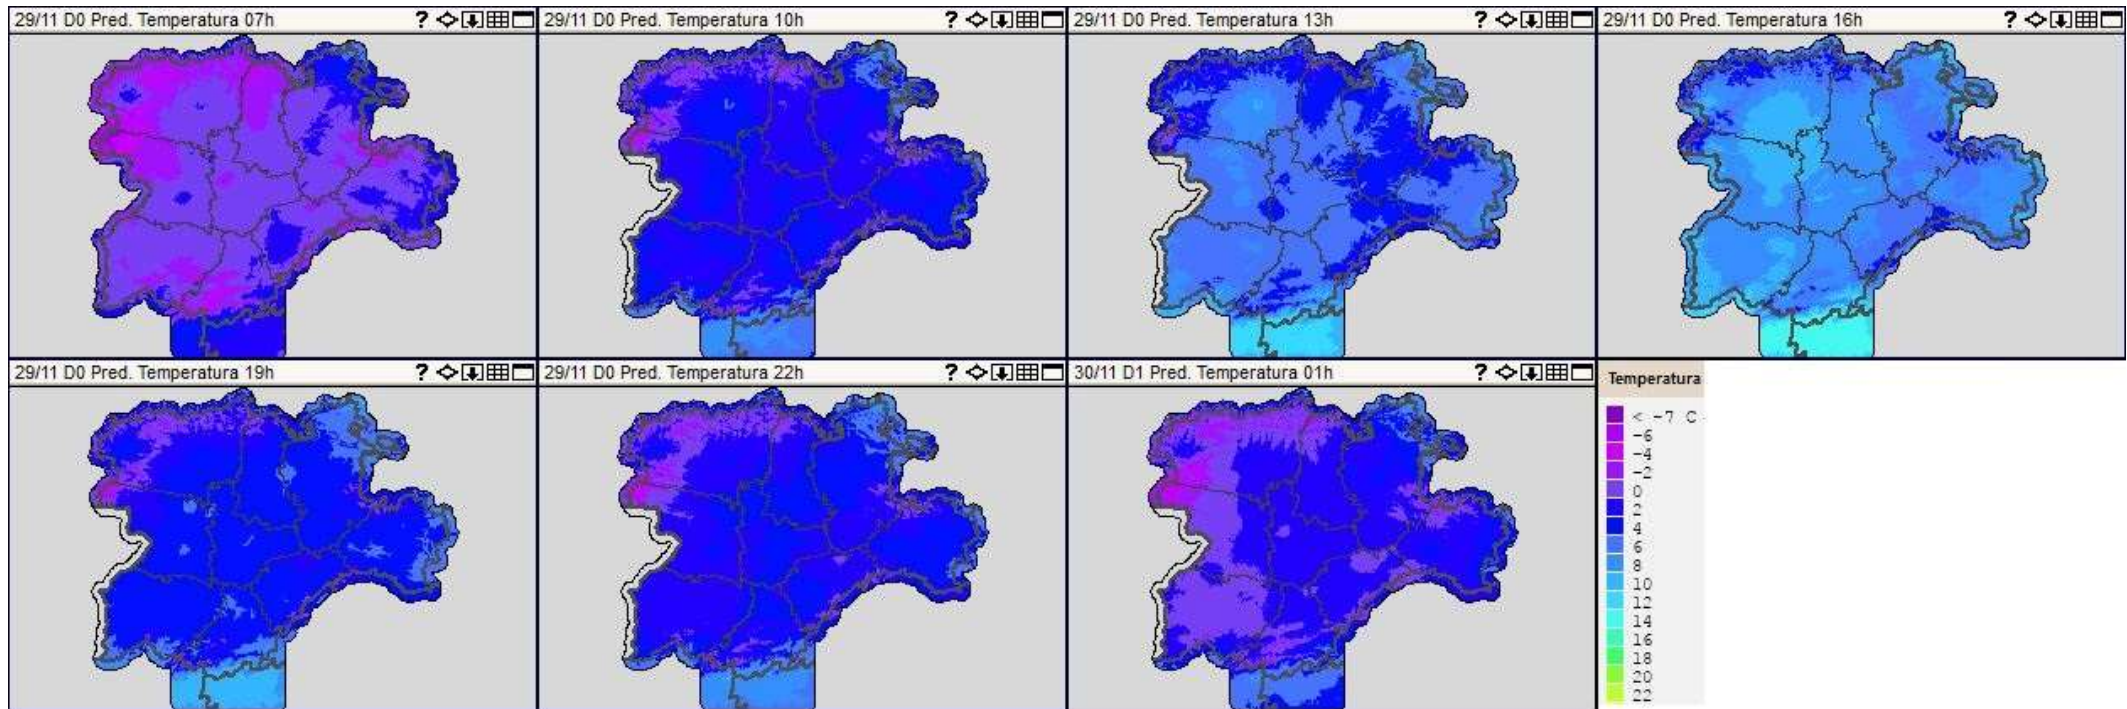 29/11 D0 Pred. Temperatura 07h ?
29/11 D0 Pred. Temperatura 10h ?
29/11 D0 Pred. Temperatura 13h ?
29/11 D0 Pred. Temperatura 16h ?
29/11 D0 Pred. Temperatura 19h ?
29/11 D0 Pred. Temperatura 22h ?
30/11 D1 Pred. Temperatura 01h ?
Temperatura
< -7 C
-6
-4
-2
0
2
4
6
8
10
12
14
16
18
20
22